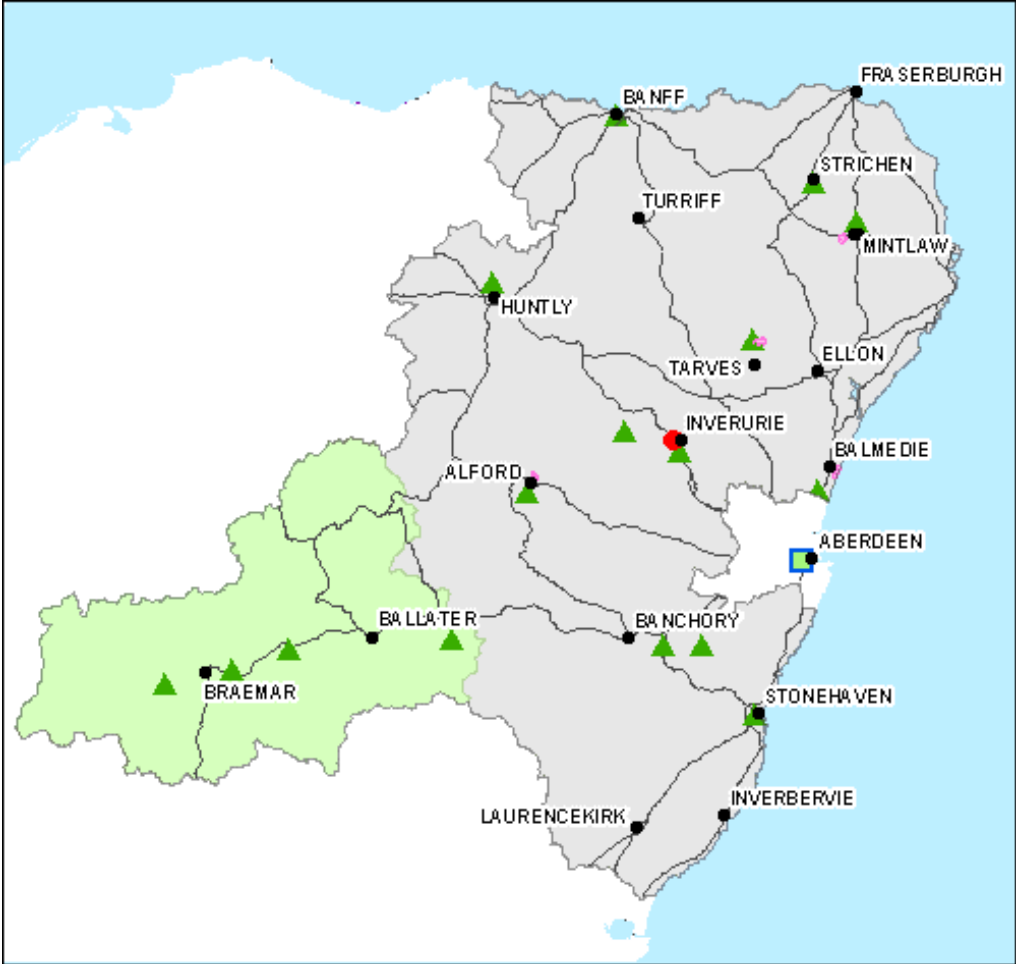 FRASERBURGH
BANFF
STRICHEN
TURRIFF
MINTLAW
HUNTLY
ELLON
TARVES
INVERURIE
BALMEDIE
ALFORD
ABERDEEN
BALLATER
BANCHORY
BRAEMAR
STONEHAVEN
INVERBERVIE
LAURENCEKIRK